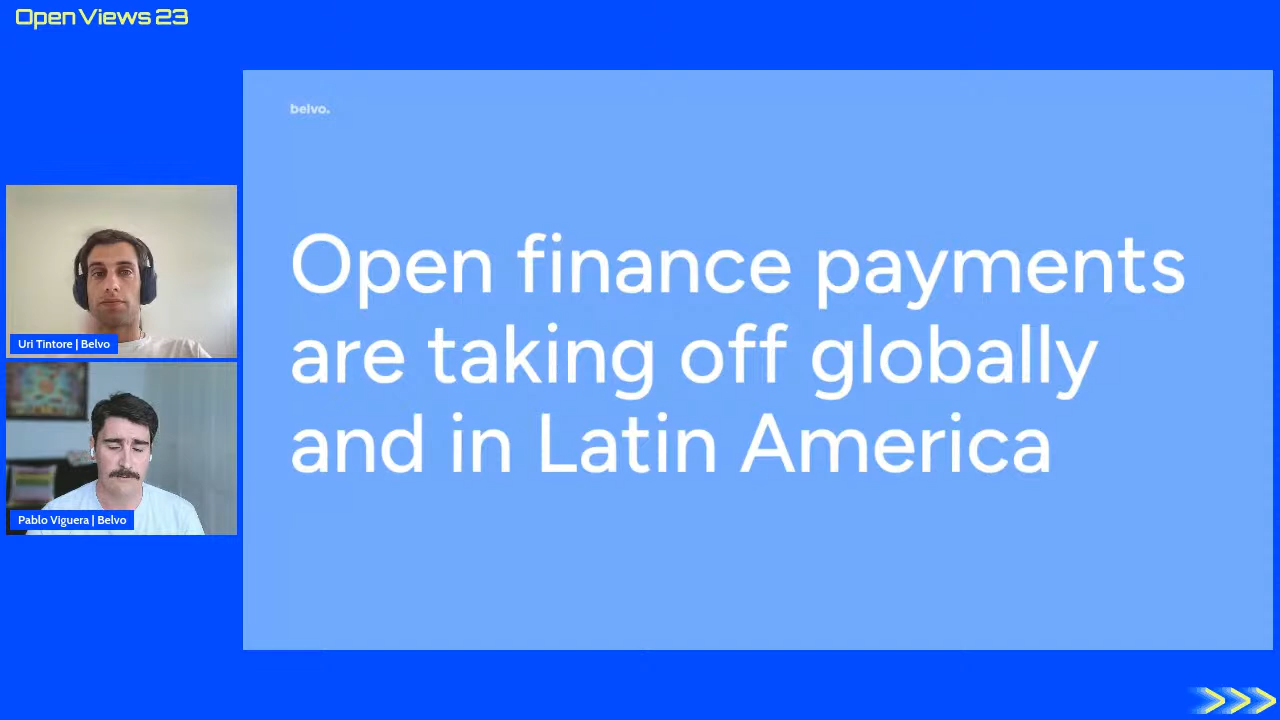 Open Views 23
belvo.
Open finance payments
are taking off globally
and in Latin America
Uri Tintore | Belvo
Pablo Viguera | Belvo